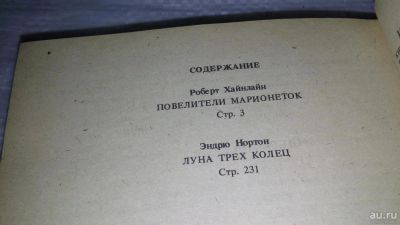 СОДЕРЖАНИЕ
Роберт Хайнлайн
ПОВЕЛИТЕЛИ МАРИОНЕТОК
Стр. 3
Эндрю Нортон
ЛУНА ТРЕХ КОЛЕЦ
Стр. 231
au.ru